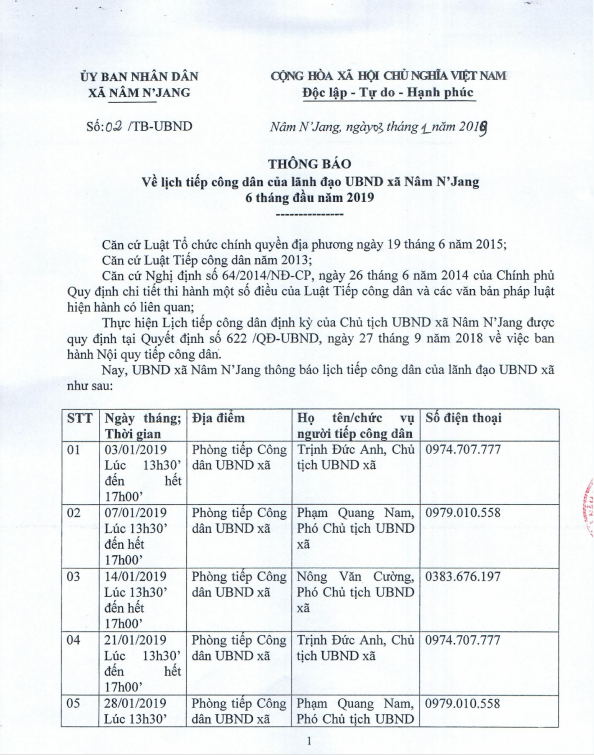 ỦY BAN NHÂN DÂN
XÃ NÂM N'JANG
CỘNG HÒA XÃ HỘI CHỦ NGHĨA VIỆT NAM
Độc lập - Tự do - Hạnh phúc
Số: 02 /TB-UBND
Nâm N'Jang, ngày 03 tháng 1 năm 2019
THÔNG BÁO
Về lịch tiếp công dân của lãnh đạo UBND xã Nâm N'Jang
6 tháng đầu năm 2019
---------------
Căn cứ Luật Tổ chức chính quyền địa phương ngày 19 tháng 6 năm 2015;
Căn cứ Luật Tiếp công dân năm 2013;
Căn cứ Nghị định số 64/2014/NĐ-CP, ngày 26 tháng 6 năm 2014 của Chính phủ
Quy định chi tiết thi hành một số điều của Luật Tiếp công dân và các văn bản pháp luật
hiện hành có liên quan;
Thực hiện Lịch tiếp công dân định kỳ của Chủ tịch UBND xã Nâm N'Jang được
quy định tại Quyết định số 622 /QĐ-UBND, ngày 27 tháng 9 năm 2018 về việc ban
hành Nội quy tiếp công dân.
Nay, UBND xã Nâm N'Jang thông báo lịch tiếp công dân của lãnh đạo UBND xã
như sau:
STT Ngày tháng; Địa điểm Họ tên/chức vụ Số điện thoại
Thời gian người tiếp công dân
01 03/01/2019 Phòng tiếp Công Trịnh Đức Anh, Chủ 0974.707.777
Lúc 13h30' dân UBND xã tịch UBND xã
đến hết
17h00'
02 07/01/2019 Phòng tiếp Công Phạm Quang Nam, 0979.010.558
Lúc 13h30' dân UBND xã Phó Chủ tịch UBND
đến hết xã
17h00'
03 14/01/2019 Phòng tiếp Công Nông Văn Cường, 0383.676.197
Lúc 13h30' dân UBND xã Phó Chủ tịch UBND
đến hết xã
17h00'
04 21/01/2019 Phòng tiếp Công Trịnh Đức Anh, Chủ 0974.707.777
Lúc 13h30' dân UBND xã tịch UBND xã
đến hết
17h00'
05 28/01/2019 Phòng tiếp Công Phạm Quang Nam, 0979.010.558
Lúc 13h30' dân UBND xã Phó Chủ tịch UBND
1